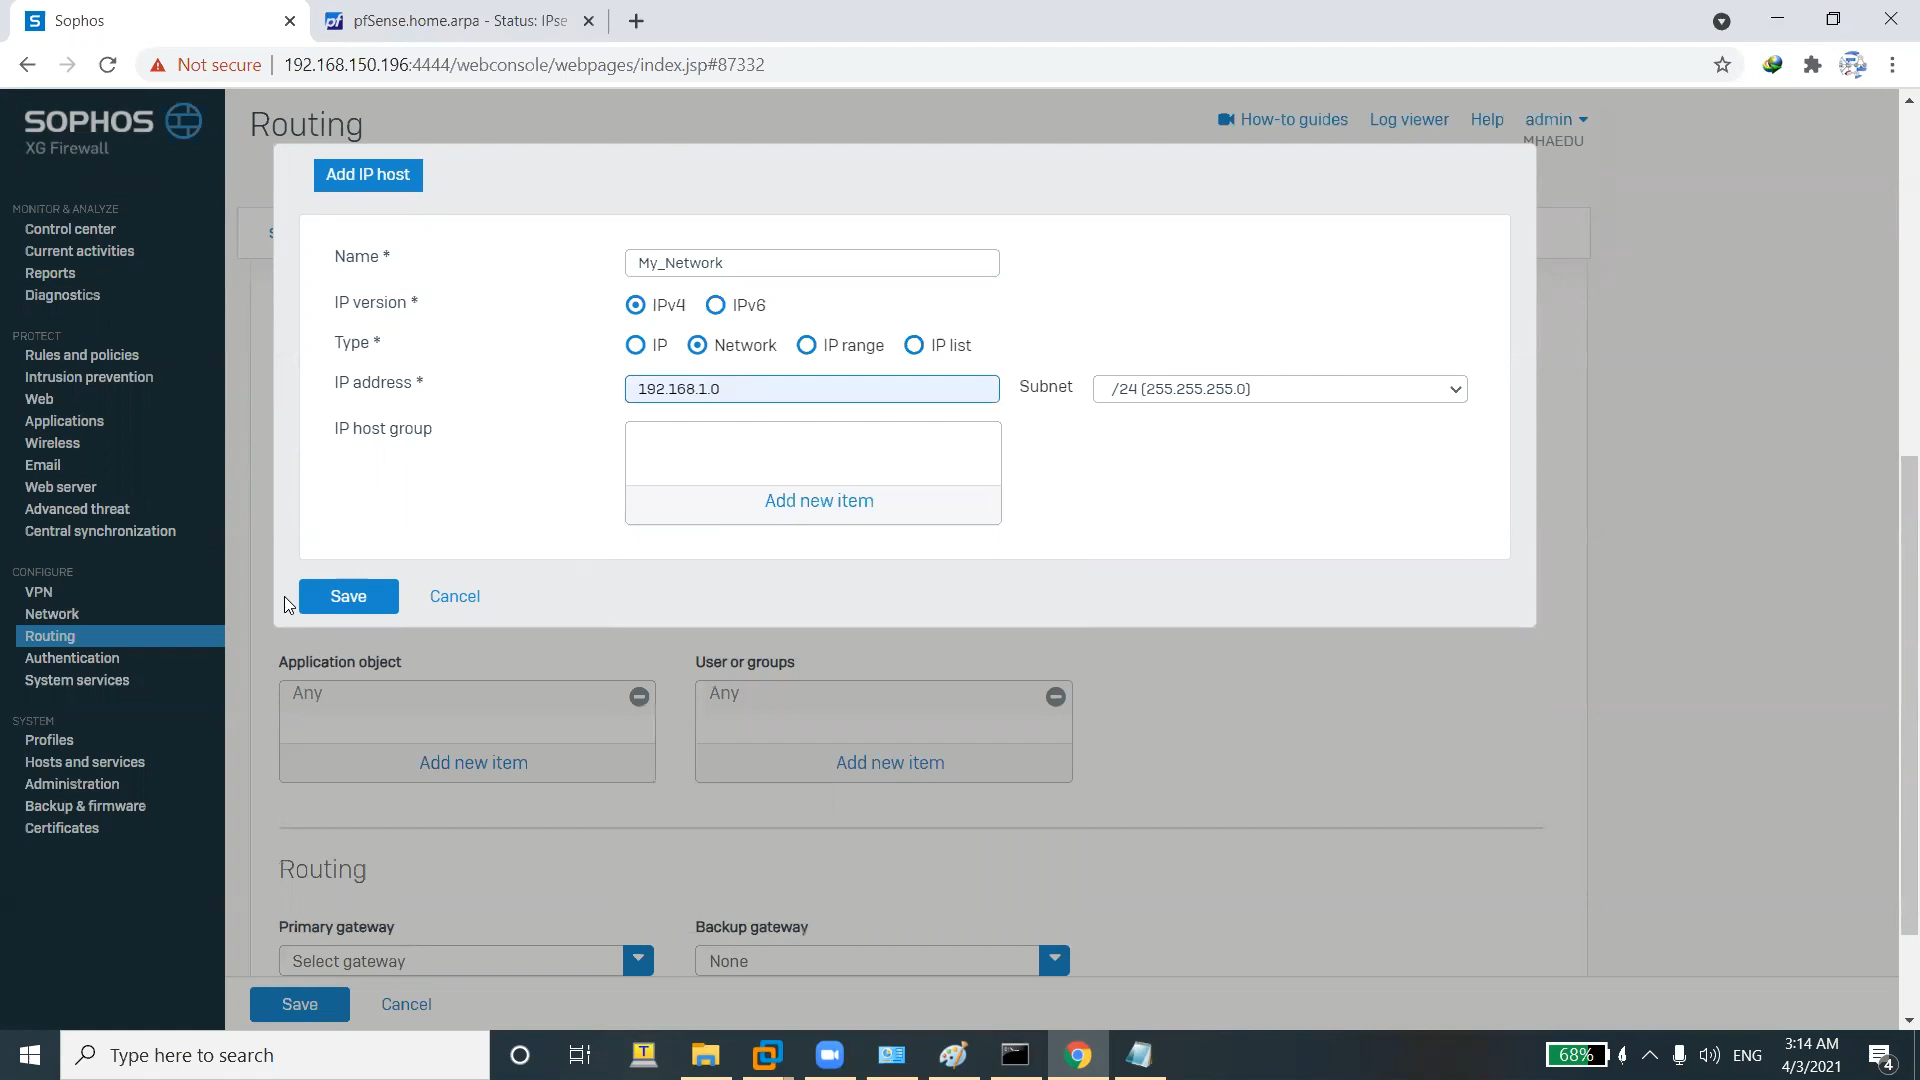 Sophos
pfSense.home.arpa - Status: IPse
Not secure
192.168.150.196:4444/webconsole/webpages/index.jsp#87332
SOPHOS
XG Firewall
MONITOR & ANALYZE
Control center
Current activities
Reports
Diagnostics
PROTECT
Rules and policies
Intrusion prevention
Web
Applications
Wireless
Email
Web server
Advanced threat
Central synchronization
CONFIGURE
VPN
Network
Routing
Authentication
System services
SYSTEM
Profiles
Hosts and services
Administration
Backup & firmware
Certificates
Routing
How-to guides
Log viewer
Help
admin
MHAEDU
Add IP host
Name *
My_Network
IP version *
IPv4
IPv6
Type *
IP
Network
IP range
IP list
IP address *
192.168.1.0
Subnet
/24 (255.255.255.0)
IP host group
Add new item
Save
Cancel
Application object
Any
Add new item
User or groups
Any
Add new item
Routing
Primary gateway
Select gateway
Backup gateway
None
Save
Cancel
Type here to search
68%
ENG
3:14 AM
4/3/2021
4